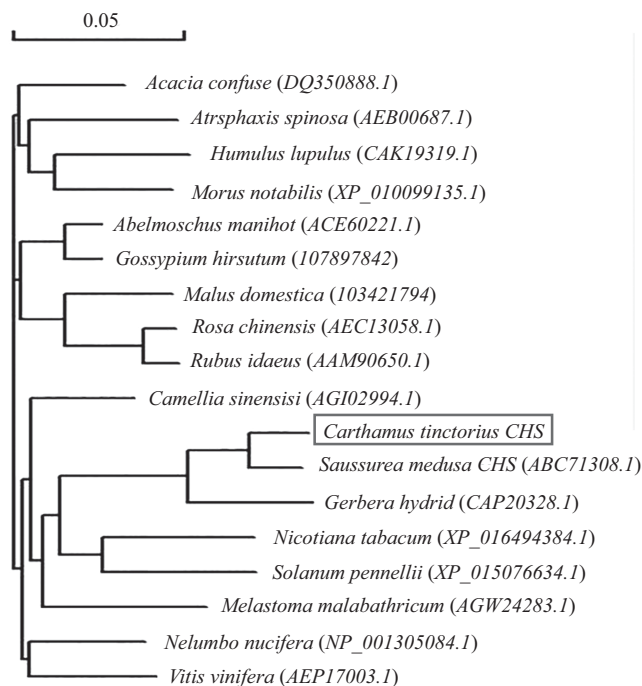 0.05
Acacia confuse (DQ350888.1)
Atrsphaxis spinosa (AEB00687.1)
Humulus lupulus (CAK19319.1)
Morus notabilis (XP_010099135.1)
Abelmoschus manihot (ACE60221.1)
Gossypium hirsutum (107897842)
Malus domestica (103421794)
Rosa chinensis (AEC13058.1)
Rubus idaeus (AAM90650.1)
Camellia sinensisi (AGI02994.1)
Carthamus tinctorius CHS
Saussurea medusa CHS (ABC71308.1)
Gerbera hydrid (CAP20328.1)
Nicotiana tabacum (XP_016494384.1)
Solanum pennellii (XP_015076634.1)
Melastoma malabathricum (AGW24283.1)
Nelumbo nucifera (NP_001305084.1)
Vitis vinifera (AEP17003.1)